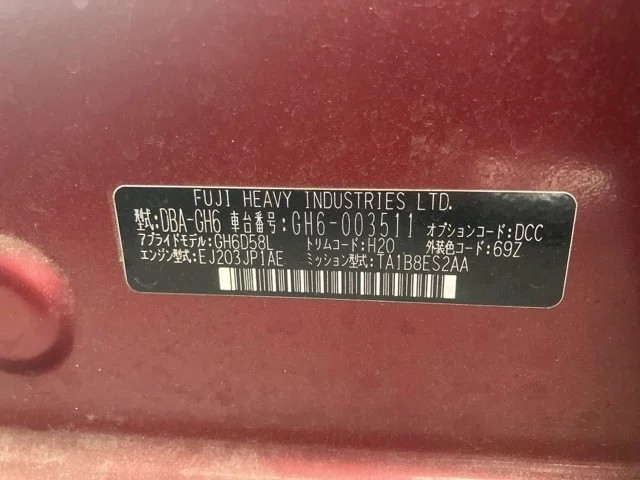 FUJI HEAVY INDUSTRIES LTD.
型式:DBA-GH6 車台番号:GH6-003511 オプションコード:DCC
アプライドモデル:GH6D58L トリムコード:H20 外装色コード:69Z
エンジン型式:EJ203JP1AE ミッション型式:TA1B8ES2AA